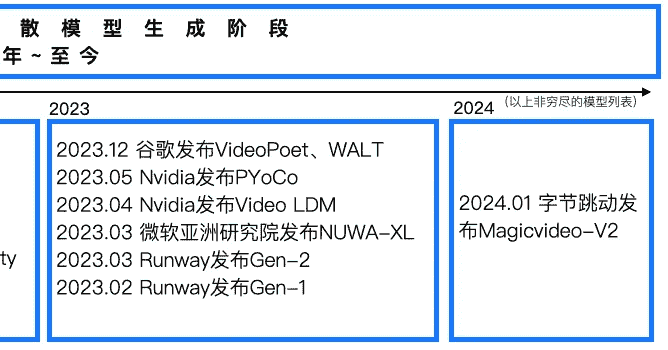 散模型生成阶段
年~至今
2023
2024
(以上非穷尽的模型列表)
2023.12 谷歌发布VideoPoet、WALT
2023.05 Nvidia发布PYoCo
2023.04 Nvidia发布Video LDM
2023.03 微软亚洲研究院发布NUWA-XL
2023.03 Runway发布Gen-2
2023.02 Runway发布Gen-1
2024.01 字节跳动发
布Magicvideo-V2
ty